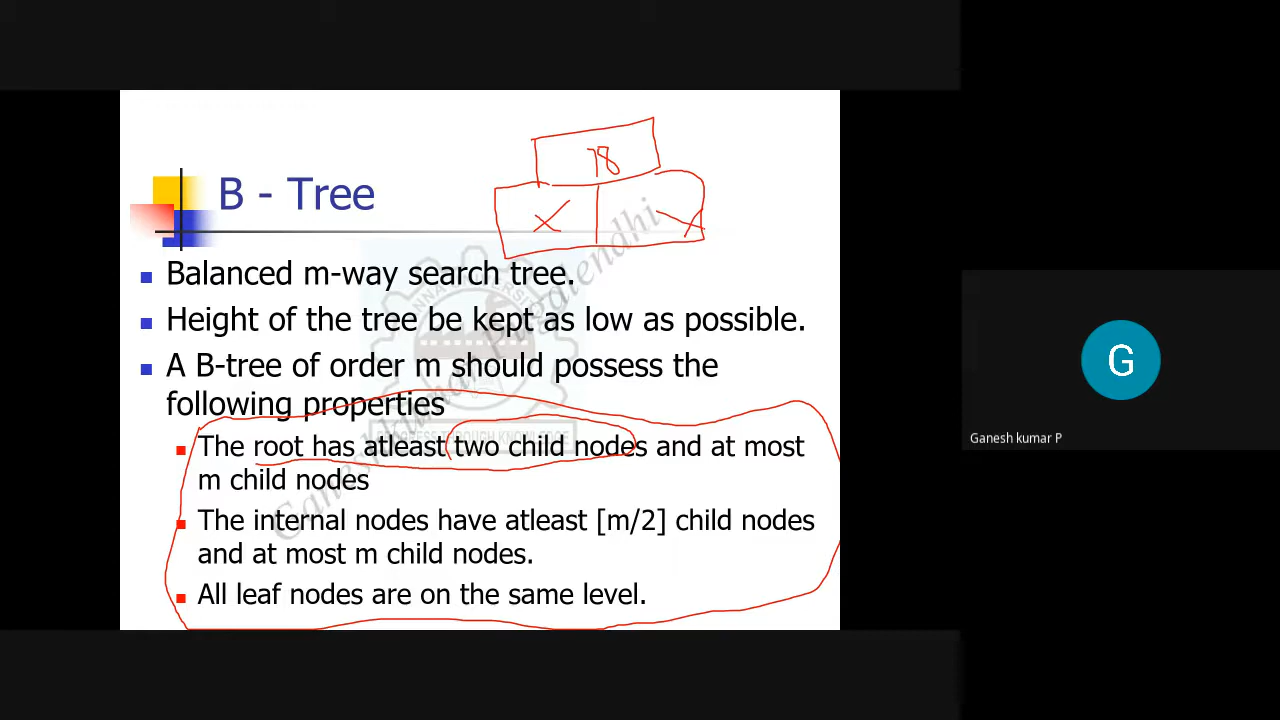 18
X X
B - Tree
Balanced m-way search tree.
Height of the tree be kept as low as possible.
A B-tree of order m should possess the
following properties
The root has atleast two child nodes and at most
m child nodes
The internal nodes have atleast [m/2] child nodes
and at most m child nodes.
All leaf nodes are on the same level.
G
Ganesh kumar P